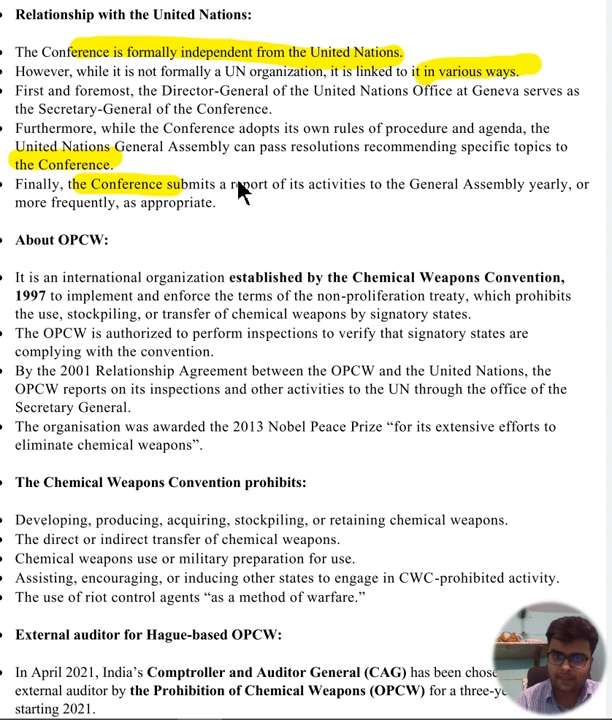 Relationship with the United Nations:
The Conference is formally independent from the United Nations.
However, while it is not formally a UN organization, it is linked to it in various ways.
First and foremost, the Director-General of the United Nations Office at Geneva serves as
the Secretary-General of the Conference.
Furthermore, while the Conference adopts its own rules of procedure and agenda, the
United Nations General Assembly can pass resolutions recommending specific topics to
the Conference.
Finally, the Conference submits a report of its activities to the General Assembly yearly, or
more frequently, as appropriate.
About OPCW:
It is an international organization established by the Chemical Weapons Convention,
1997 to implement and enforce the terms of the non-proliferation treaty, which prohibits
the use, stockpiling, or transfer of chemical weapons by signatory states.
The OPCW is authorized to perform inspections to verify that signatory states are
complying with the convention.
By the 2001 Relationship Agreement between the OPCW and the United Nations, the
OPCW reports on its inspections and other activities to the UN through the office of the
Secretary General.
The organisation was awarded the 2013 Nobel Peace Prize “for its extensive efforts to
eliminate chemical weapons”.
The Chemical Weapons Convention prohibits:
Developing, producing, acquiring, stockpiling, or retaining chemical weapons.
The direct or indirect transfer of chemical weapons.
Chemical weapons use or military preparation for use.
Assisting, encouraging, or inducing other states to engage in CWC-prohibited activity.
The use of riot control agents “as a method of warfare.”
External auditor for Hague-based OPCW:
In April 2021, India’s Comptroller and Auditor General (CAG) has been
external auditor by the Prohibition of Chemical Weapons (OPCW) for a
starting 2021.